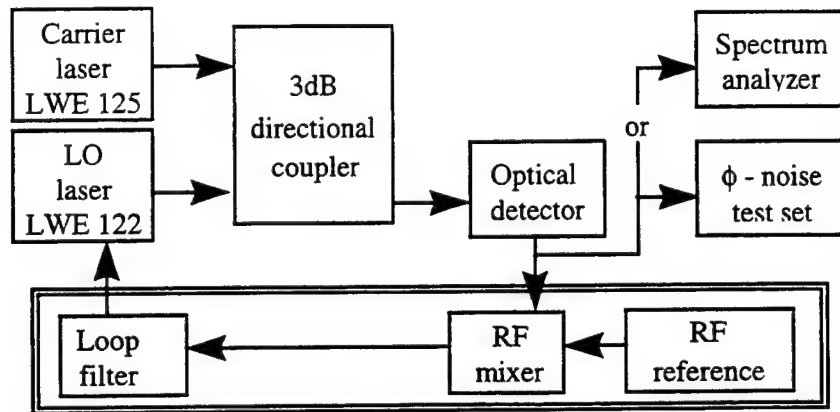 Carrier
laser
LWE 125
LO
laser
LWE 122
3dB
directional
coupler
Optical
detector
or
Spectrum
analyzer
ϕ - noise
test set
Loop
filter
RF
mixer
RF
reference